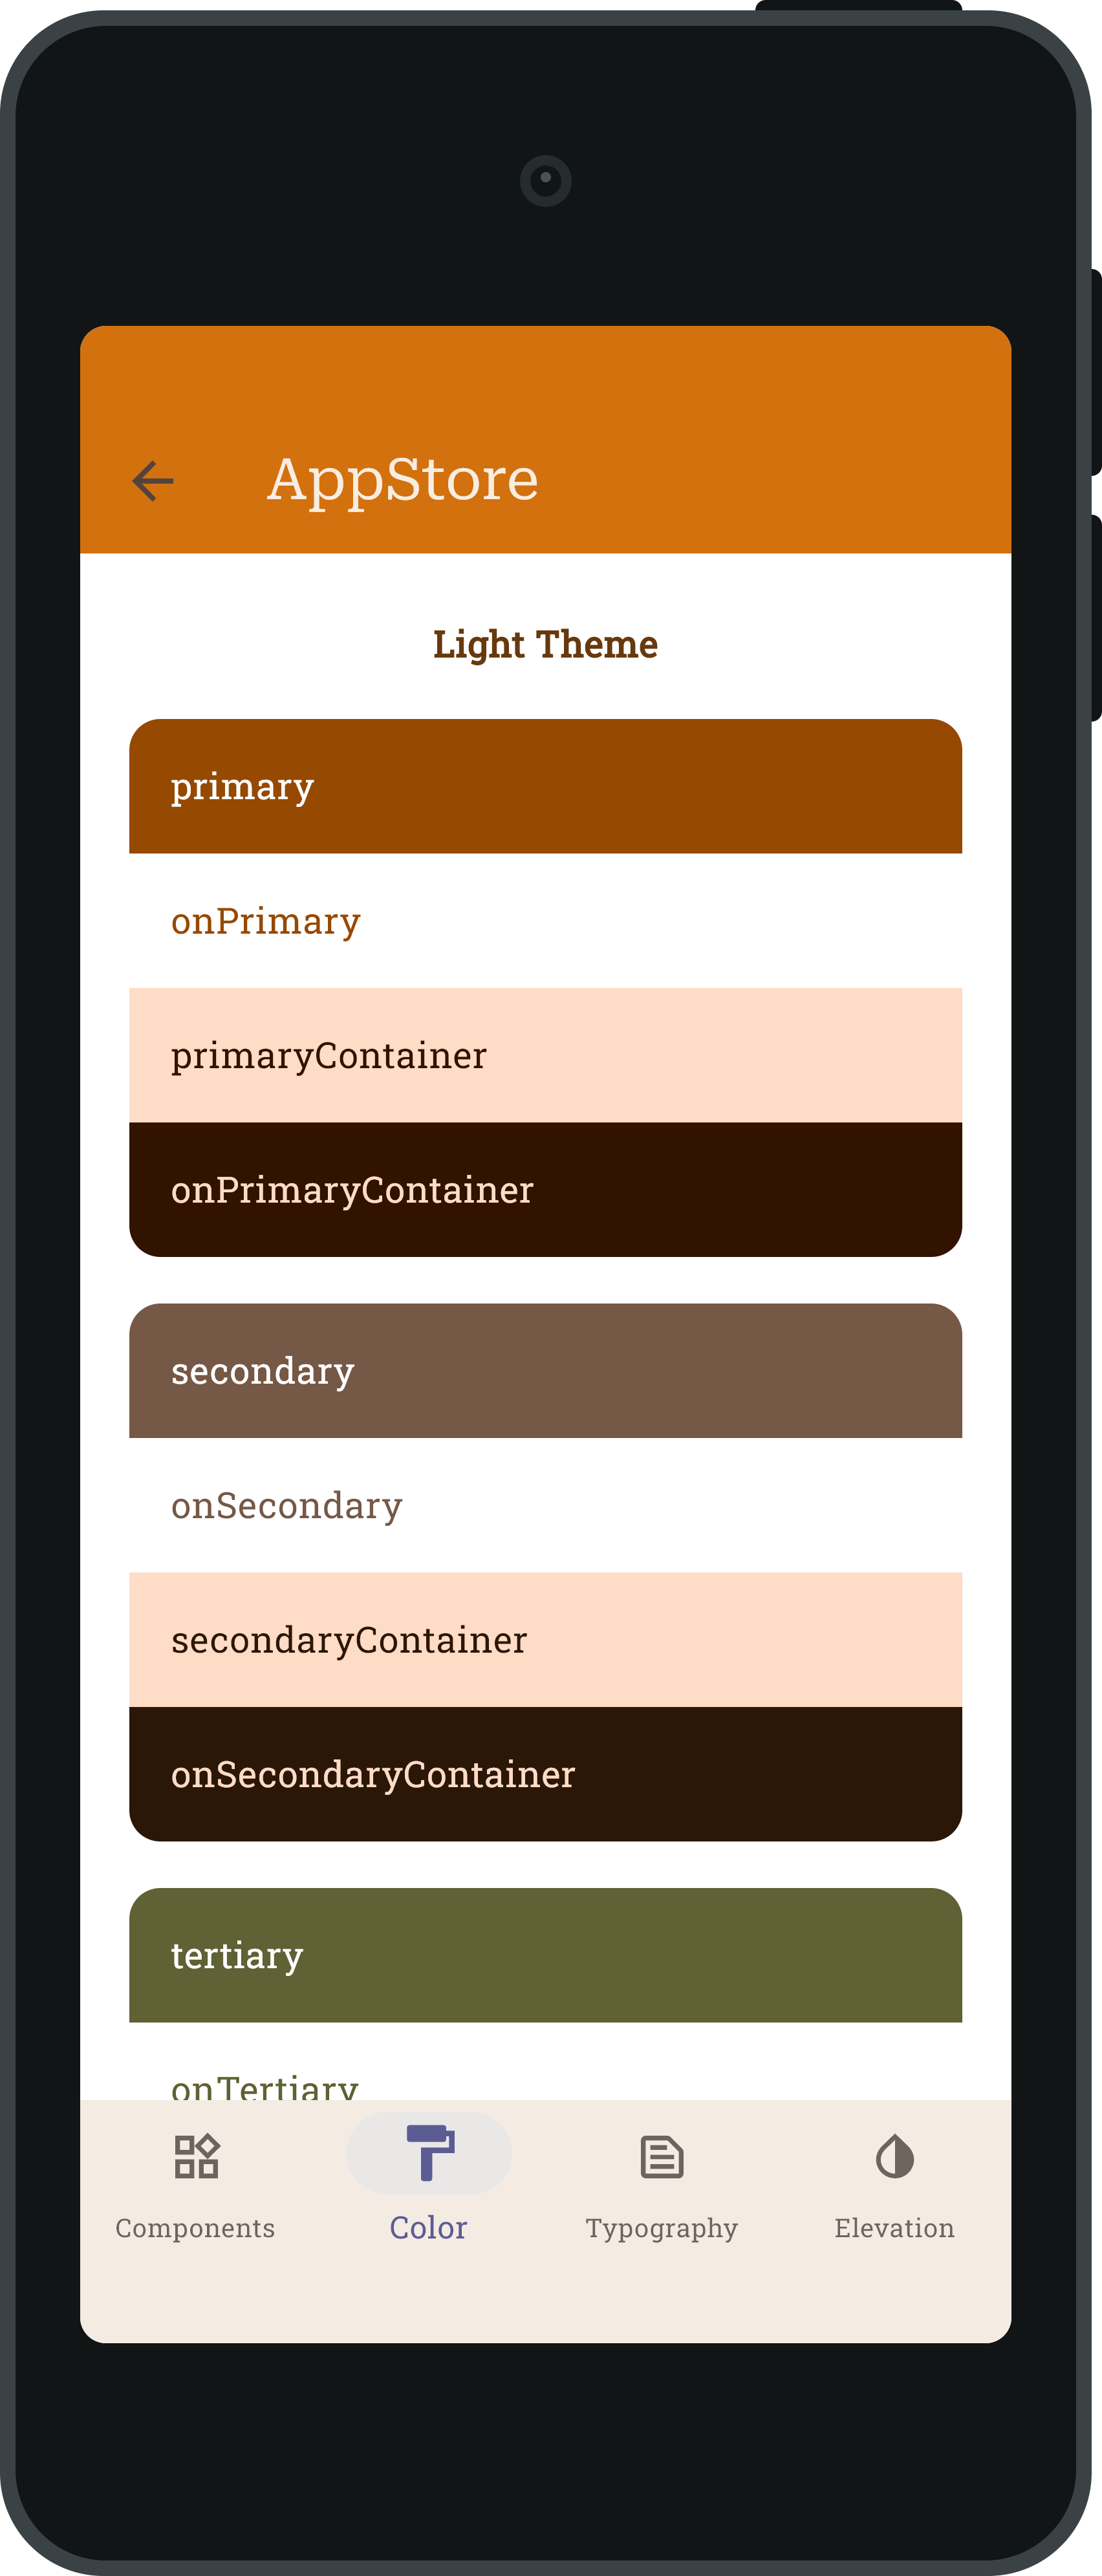 AppStore
Light Theme
primary
onPrimary
primaryContainer
onPrimaryContainer
secondary
onSecondary
secondaryContainer
onSecondaryContainer
tertiary
onTertiary
Components
Color
Typography
Elevation